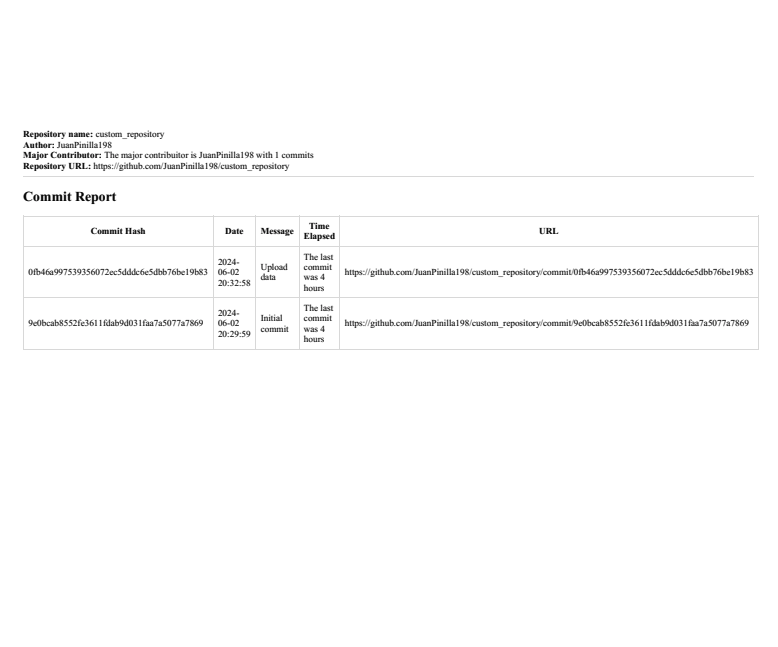 Repository name: custom_repository
Author: JuanPinilla198
Major Contributor: The major contribuitor is JuanPinilla198 with 1 commits
Repository URL: https://github.com/JuanPinilla198/custom_repository
Commit Report
Commit Hash Date Message Time Elapsed URL
0fb46a997539356072ec5dddc6e5dbb76be19b83 2024-06-02 20:32:58 Upload data The last commit was 4 hours https://github.com/JuanPinilla198/custom_repository/commit/0fb46a997539356072ec5dddc6e5dbb76be19b83
9e0bcab8552fe3611fdab9d031faa7a5077a7869 2024-06-02 20:29:59 Initial commit The last commit was 4 hours https://github.com/JuanPinilla198/custom_repository/commit/9e0bcab8552fe3611fdab9d031faa7a5077a7869